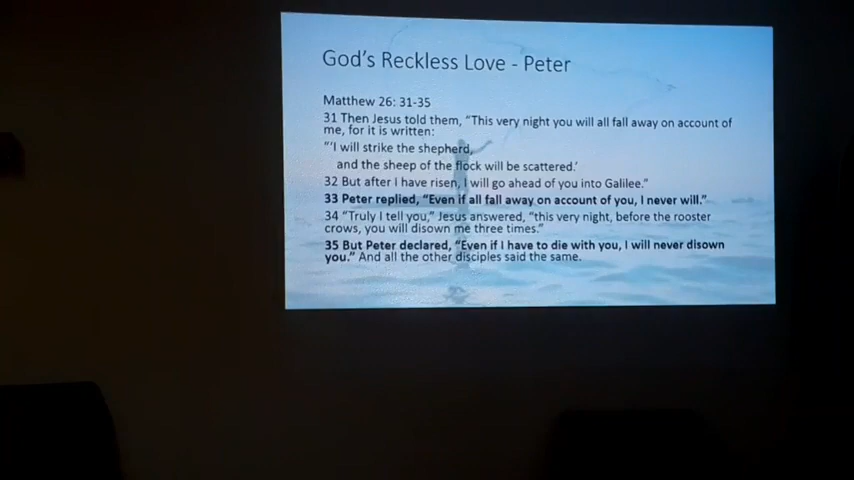 God's Reckless Love - Peter
Matthew 26: 31-35
31 Then Jesus told them, "This very night you will all fall away on account of
me, for it is written:
"'I will strike the shepherd,
and the sheep of the flock will be scattered.'
32 But after I have risen, I will go ahead of you into Galilee."
33 Peter replied, "Even if all fall away on account of you, I never will."
34 "Truly I tell you," Jesus answered, "this very night, before the rooster
crows, you will disown me three times."
35 But Peter declared, "Even if I have to die with you, I will never disown
you." And all the other disciples said the same.